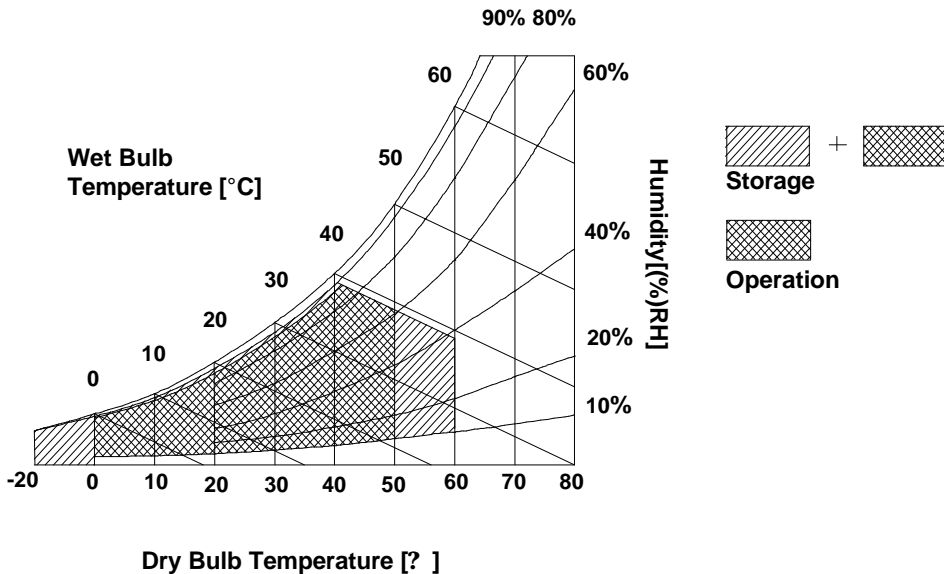 90% 80%
60
60%
50
Wet Bulb
Temperature [°C]
Humidity[(%)RH]
+
Storage
40
40%
30
Operation
20
20%
10
0
10%
-20 0 10 20 30 40 50 60 70 80
Dry Bulb Temperature [? ]